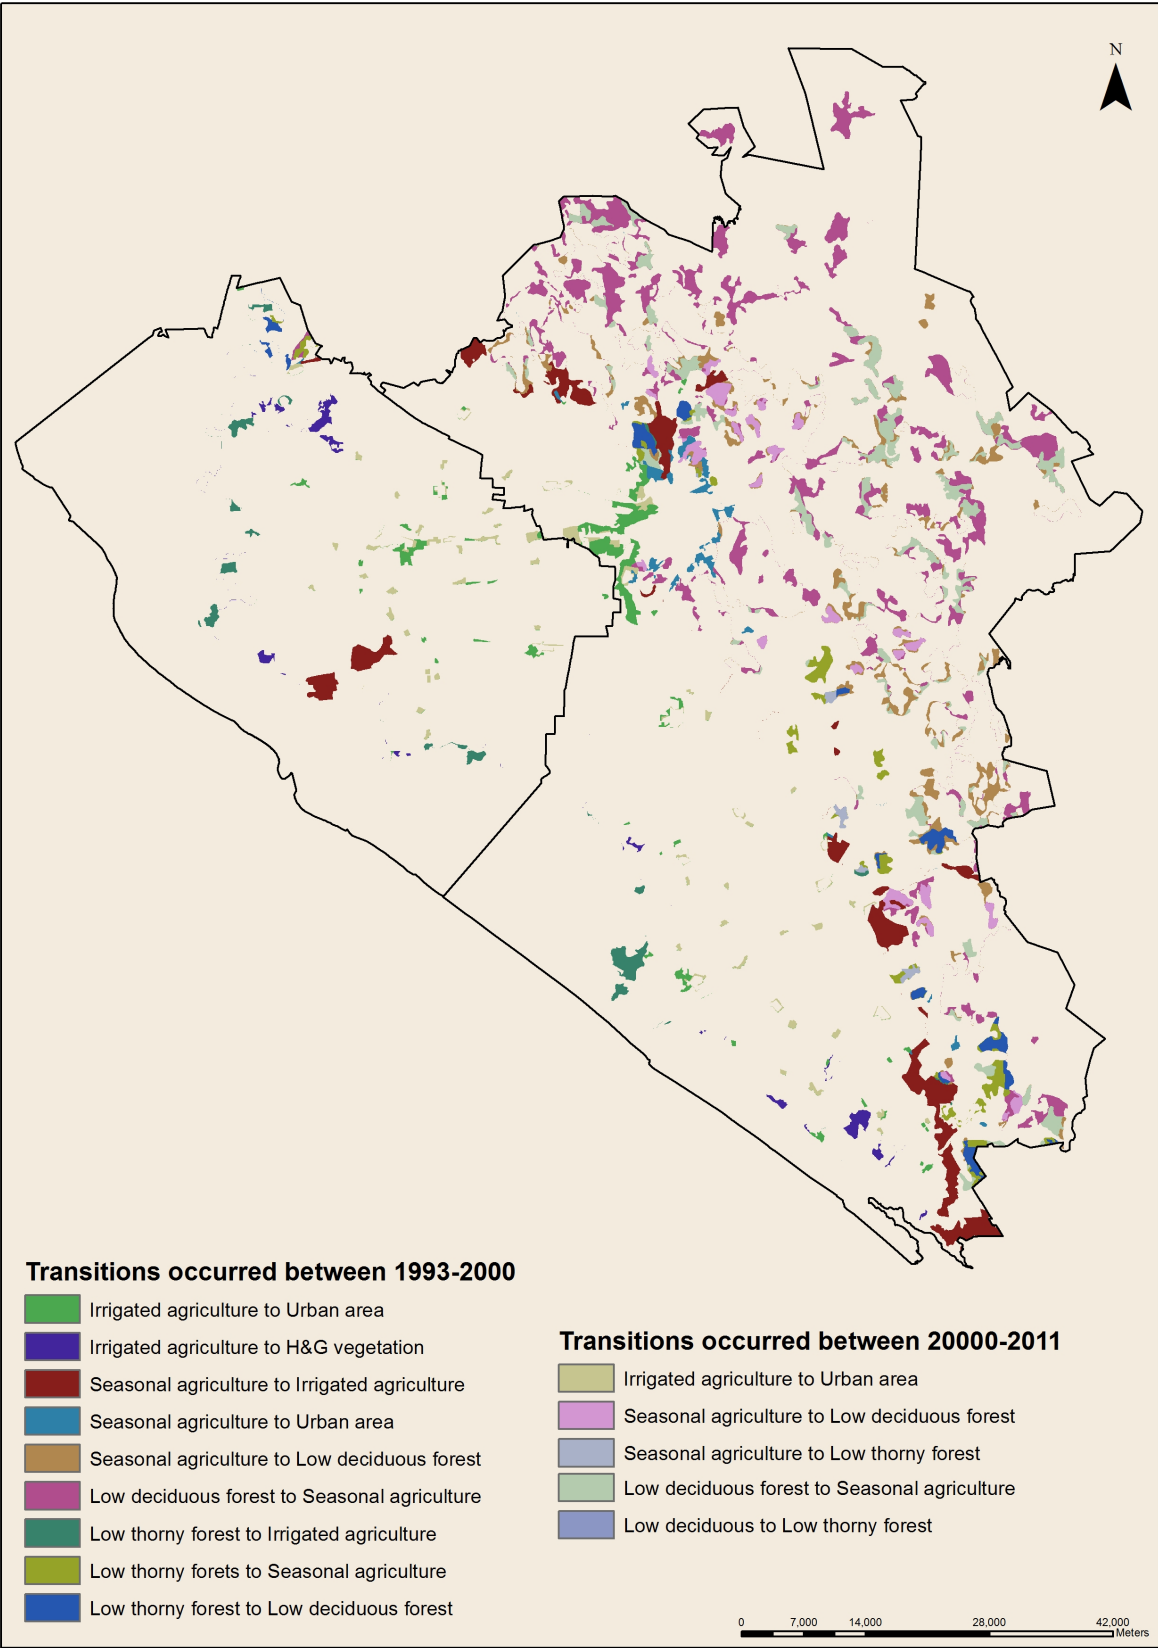 N
Transitions occurred between 1993-2000
Irrigated agriculture to Urban area
Irrigated agriculture to H&G vegetation
Seasonal agriculture to Irrigated agriculture
Seasonal agriculture to Urban area
Seasonal agriculture to Low deciduous forest
Low deciduous forest to Seasonal agriculture
Low thorny forest to Irrigated agriculture
Low thorny forets to Seasonal agriculture
Low thorny forest to Low deciduous forest
Transitions occurred between 20000-2011
Irrigated agriculture to Urban area
Seasonal agriculture to Low deciduous forest
Seasonal agriculture to Low thorny forest
Low deciduous forest to Seasonal agriculture
Low deciduous to Low thorny forest
0 7,000 14,000 28,000 42,000
Meters